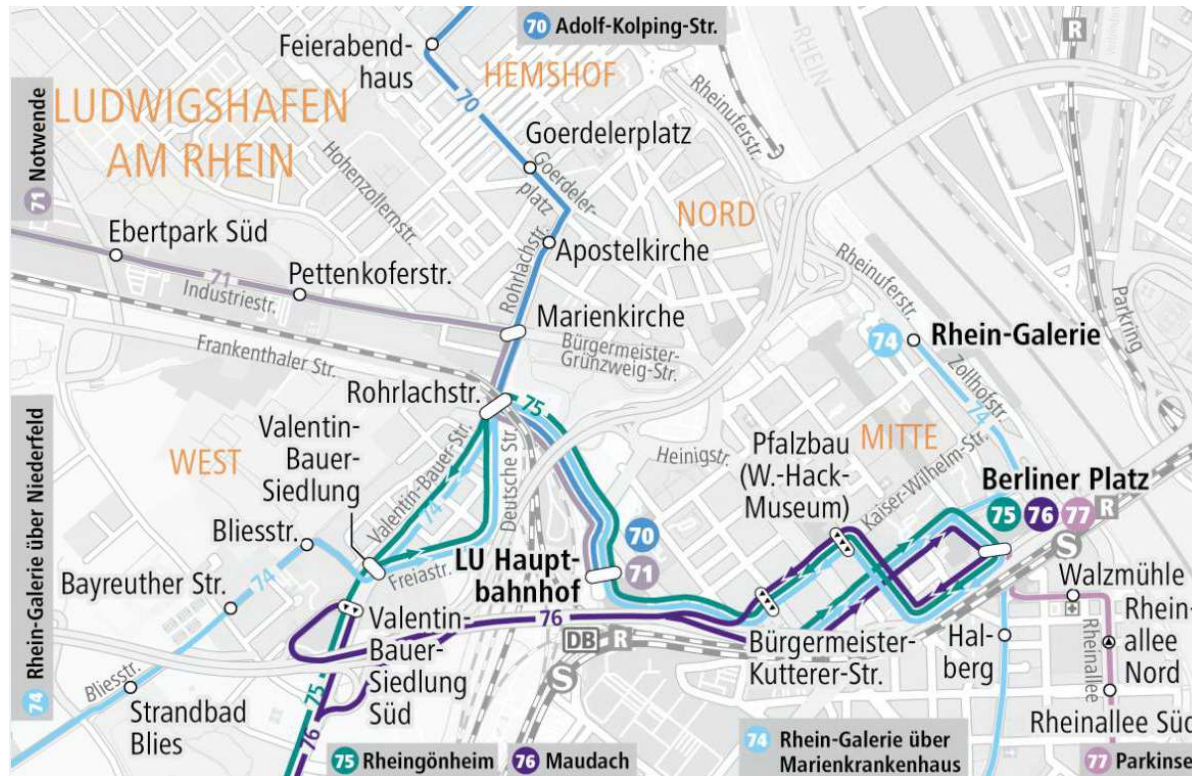 70 Adolf-Kolping-Str.
Feierabend-
haus
HEMSHOF
RHEIN
R
71 Notwende
LUDWIGSHAFEN
AM RHEIN
70
Rheinuferstr.
Goerdelerplatz
Goerdeler-
platz
Hohenzollernstr.
NORD
Ebertpark Süd
Apostelkirche
71
Pettenkoferstr.
Industriestr.
Rohrlachstr.
Rheinuferstr.
Parkring
Marienkirche
74 Rhein-Galerie
Bürgermeister-
Grünzweig-Str.
Frankenthaler Str.
Zollhofstr.
74
Rohrlachstr.
75
74 Rhein-Galerie über Niederfeld
Valentin-
Bauer-
Siedlung
WEST
Valentin-Bauer-Str.
74
Deutsche Str.
Heinigstr.
Pfalzbau
(W.-Hack-
Museum)
MITTE
Kaiser-Wilhelm-Str.
Berliner Platz
75 76 77 R
S
Bliesstr.
74
Freiastr.
LU Haupt-
bahnhof
70
71
Bayreuther Str.
Walzmühle
76
Valentin-
Bauer-
Siedlung
Süd
DB R
S
Bürgermeister-
Kutterer-Str.
Hal-
berg
Rheinallee
Rhein-
allee
Nord
Bliesstr.
Strandbad
Blies
75
76
Rheinallee Süd
75 Rheingönheim
76 Maudach
74 Rhein-Galerie über
Marienkrankenhaus
77 Parkinse